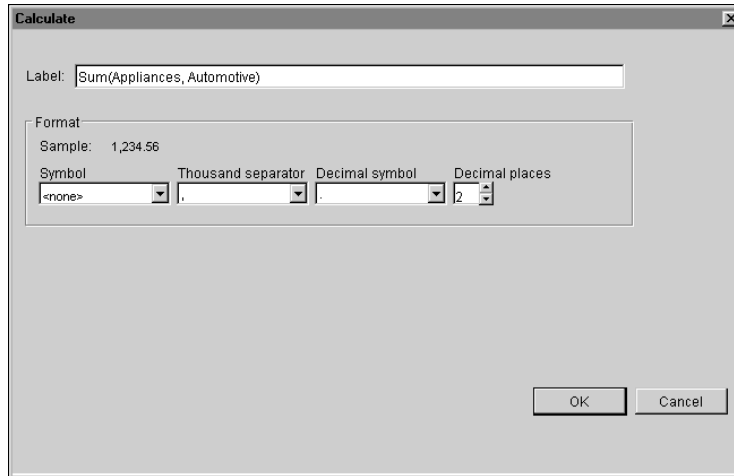 Calculate
Label: Sum(Appliances, Automotive)
Format
Sample: 1,234.56
Symbol Thousand separator Decimal symbol Decimal places
<none> , . 2
OK Cancel